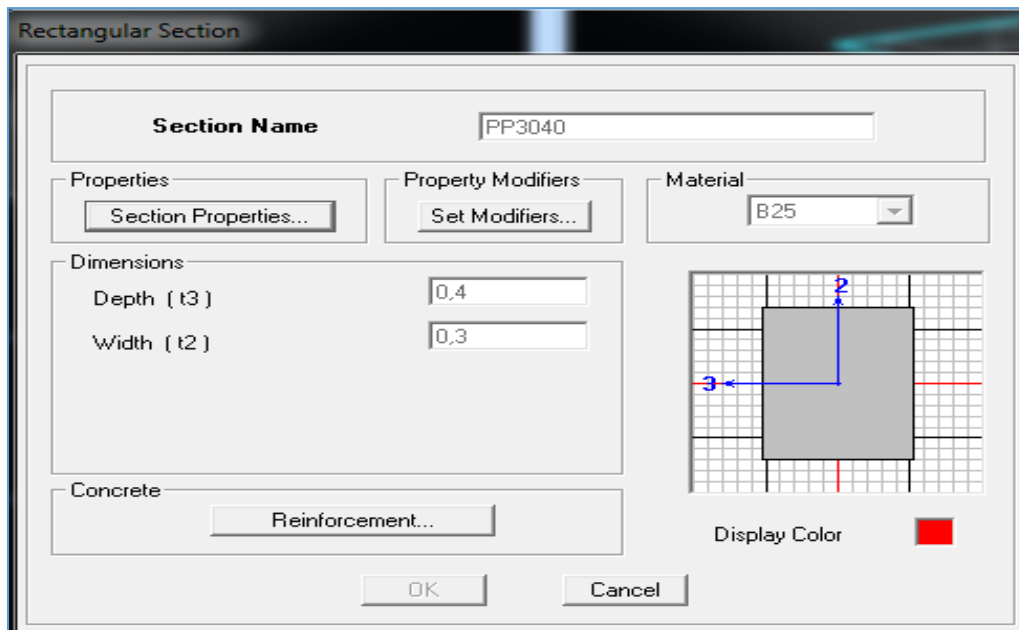 Rectangular Section
Section Name PP3040
Properties Property Modifiers Material
Section Properties... Set Modifiers... B25
Dimensions
Depth ( t3 ) 0,4
Width ( t2 ) 0,3
2
3
Concrete
Reinforcement...
Display Color
OK Cancel